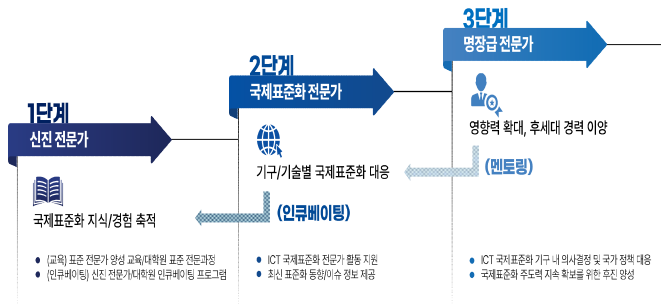 1단계
신진 전문가
국제표준화 지식/경험 축적
(교육) 표준 전문가 양성 교육/대학원 표준 전문과정
(인큐베이팅) 신진 전문가/대학원 인큐베이팅 프로그램
2단계
국제표준화 전문가
기구/기술별 국제표준화 대응
(인큐베이팅)
ICT 국제표준화 전문가 활동 지원
최신 표준화 동향/이슈 정보 제공
3단계
명장급 전문가
영향력 확대, 후세대 경력 이양
(멘토링)
ICT 국제표준화 기구 내 의사결정 및 국가 정책 대응
국제표준화 주도력 지속 확보를 위한 후진 양성